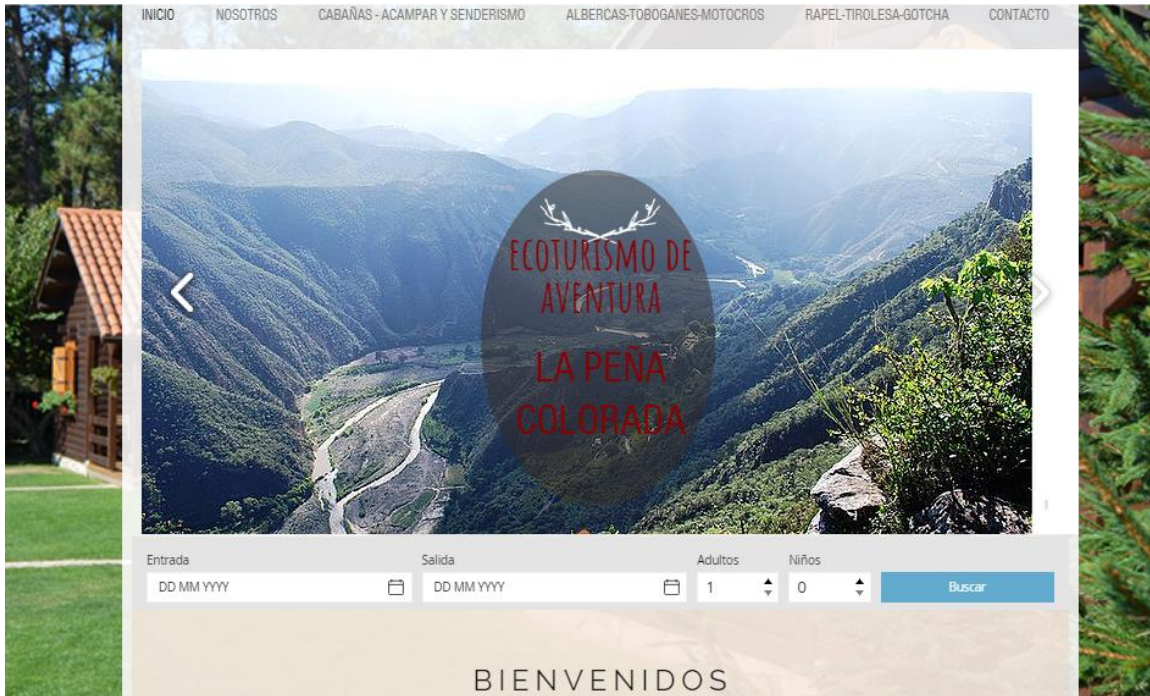 INICIO NOSOTROS CABAÑAS - ACAMPAR Y SENDERISMO ALBERCAS-TOBOGANES-MOTOCROS RAPEL-TIROLESA-GOTCHA CONTACTO
ECOTURISMO DE
AVENTURA
LA PEÑA
COLORADA
Entrada Salida Adultos Niños
DD MM YYYY DD MM YYYY 1 0 Buscar
BIENVENIDOS